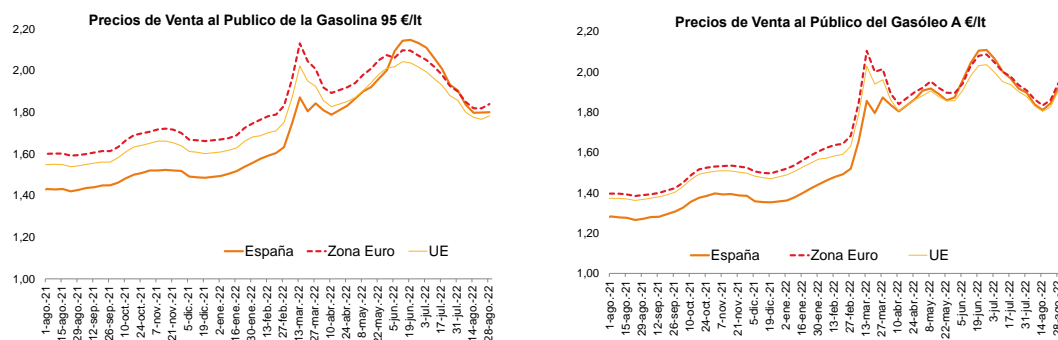 Precios de Venta al Publico de la Gasolina 95 €/lt
2,20
2,00
1,80
1,60
1,40
1,20
1,00
España Zona Euro UE
1-ago.-21
15-ago.-21
29-ago.-21
12-sep.-21
26-sep.-21
10-oct.-21
24-oct.-21
7-nov.-21
21-nov.-21
5-dic.-21
19-dic.-21
2-ene.-22
16-ene.-22
30-ene.-22
13-feb.-22
27-feb.-22
13-mar.-22
27-mar.-22
10-abr.-22
24-abr.-22
8-may.-22
22-may.-22
5-jun.-22
19-jun.-22
3-jul.-22
17-jul.-22
31-jul.-22
14-ago.-22
28-ago.-22
Precios de Venta al Público del Gasóleo A €/lt
2,20
2,00
1,80
1,60
1,40
1,20
1,00
España Zona Euro UE
1-ago.-21
15-ago.-21
29-ago.-21
12-sep.-21
26-sep.-21
10-oct.-21
24-oct.-21
7-nov.-21
21-nov.-21
5-dic.-21
19-dic.-21
2-ene.-22
16-ene.-22
30-ene.-22
13-feb.-22
27-feb.-22
13-mar.-22
27-mar.-22
10-abr.-22
24-abr.-22
8-may.-22
22-may.-22
5-jun.-22
19-jun.-22
3-jul.-22
17-jul.-22
31-jul.-22
14-ago.-22
28-ago.-22